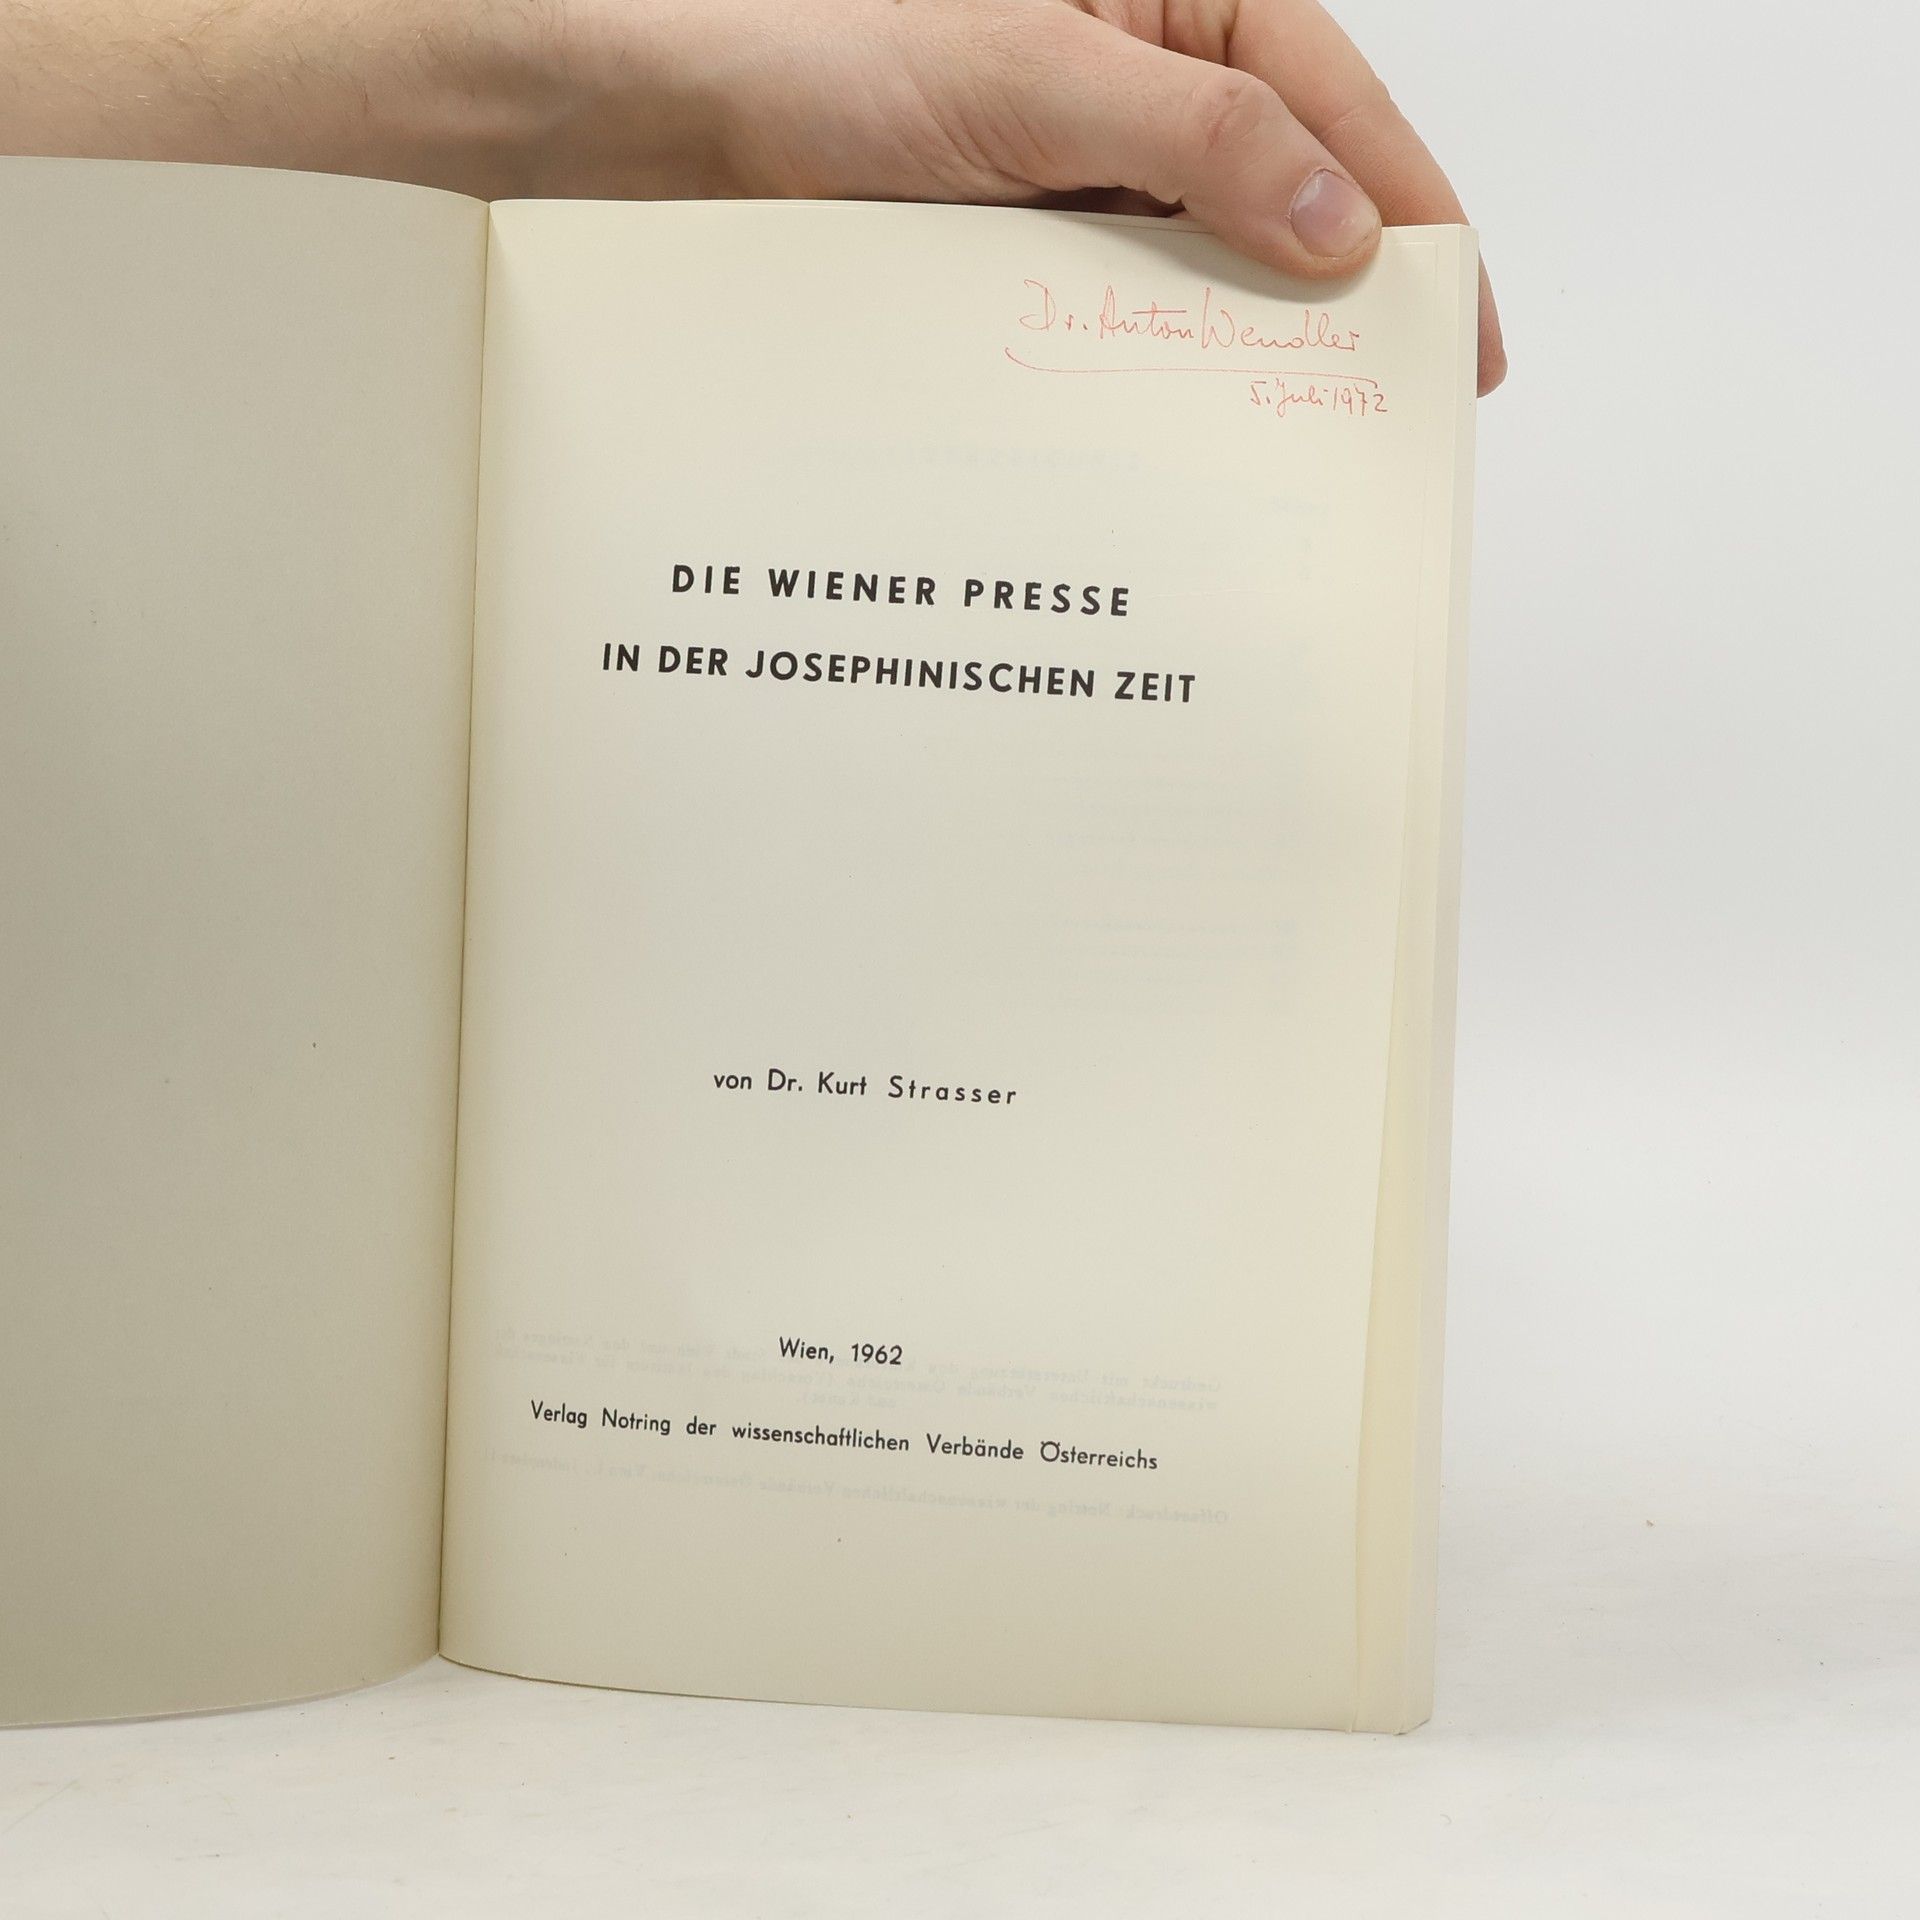 Dr. Anton Wendler
5. Juli 1972
DIE WIENER PRESSE
IN DER JOSEPHINISCHEN ZEIT
von Dr. Kurt Strasser
Wien, 1962
Verlag Notring der wissenschaftlichen Verbände Österreichs